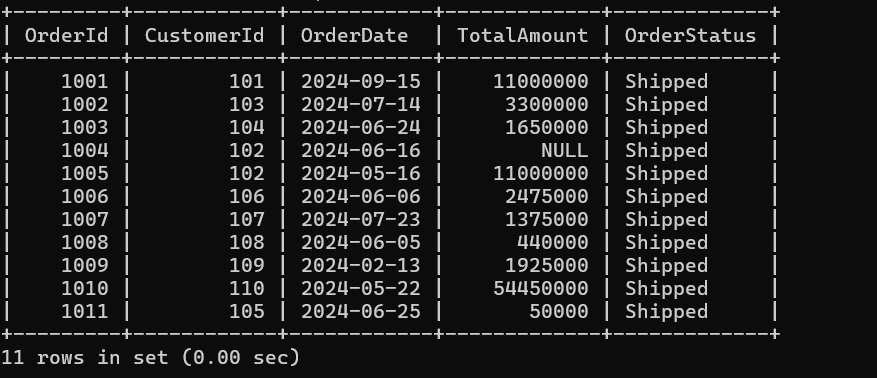 +---------+------------+------------+-------------+-------------+
| OrderId | CustomerId | OrderDate  | TotalAmount | OrderStatus |
+---------+------------+------------+-------------+-------------+
|    1001 |        101 | 2024-09-15 |    11000000 | Shipped     |
|    1002 |        103 | 2024-07-14 |     3300000 | Shipped     |
|    1003 |        104 | 2024-06-24 |     1650000 | Shipped     |
|    1004 |        102 | 2024-06-16 |        NULL | Shipped     |
|    1005 |        102 | 2024-05-16 |    11000000 | Shipped     |
|    1006 |        106 | 2024-06-06 |     2475000 | Shipped     |
|    1007 |        107 | 2024-07-23 |     1375000 | Shipped     |
|    1008 |        108 | 2024-06-05 |      440000 | Shipped     |
|    1009 |        109 | 2024-02-13 |     1925000 | Shipped     |
|    1010 |        110 | 2024-05-22 |    54450000 | Shipped     |
|    1011 |        105 | 2024-06-25 |       50000 | Shipped     |
+---------+------------+------------+-------------+-------------+
11 rows in set (0.00 sec)